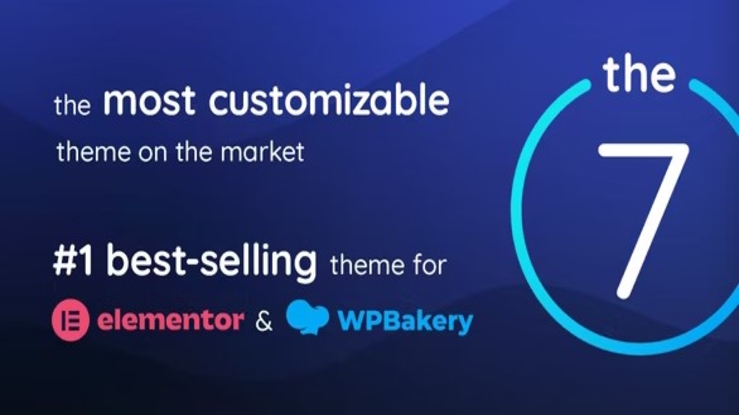 the most customizable
theme on the market
#1 best-selling theme for
elementor & WPBakery
the
7